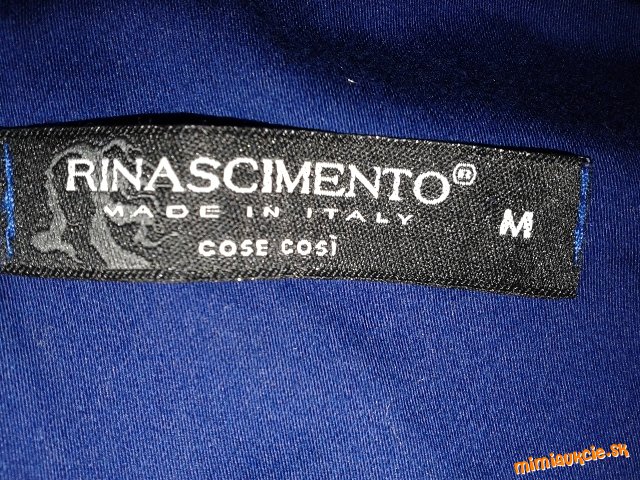 RINASCIMENTO®
MADE IN ITALY
M
COSE COSÌ
mimiaukcie.sk